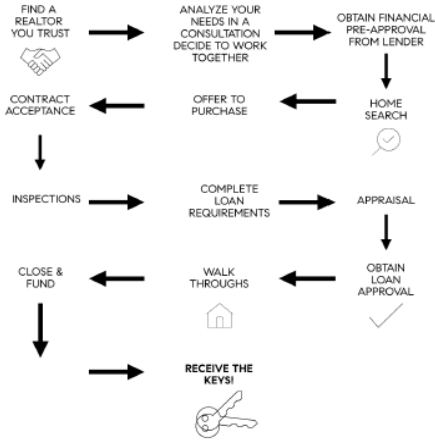 FIND A
REALTOR
YOU TRUST
ANALYZE YOUR
NEEDS IN A
CONSULTATION
DECIDE TO WORK
TOGETHER
OBTAIN FINANCIAL
PRE-APPROVAL
FROM LENDER
HOME
SEARCH
OFFER TO
PURCHASE
CONTRACT
ACCEPTANCE
INSPECTIONS
COMPLETE
LOAN
REQUIREMENTS
APPRAISAL
OBTAIN
LOAN
APPROVAL
WALK
THROUGHS
CLOSE &
FUND
RECEIVE THE
KEYS!